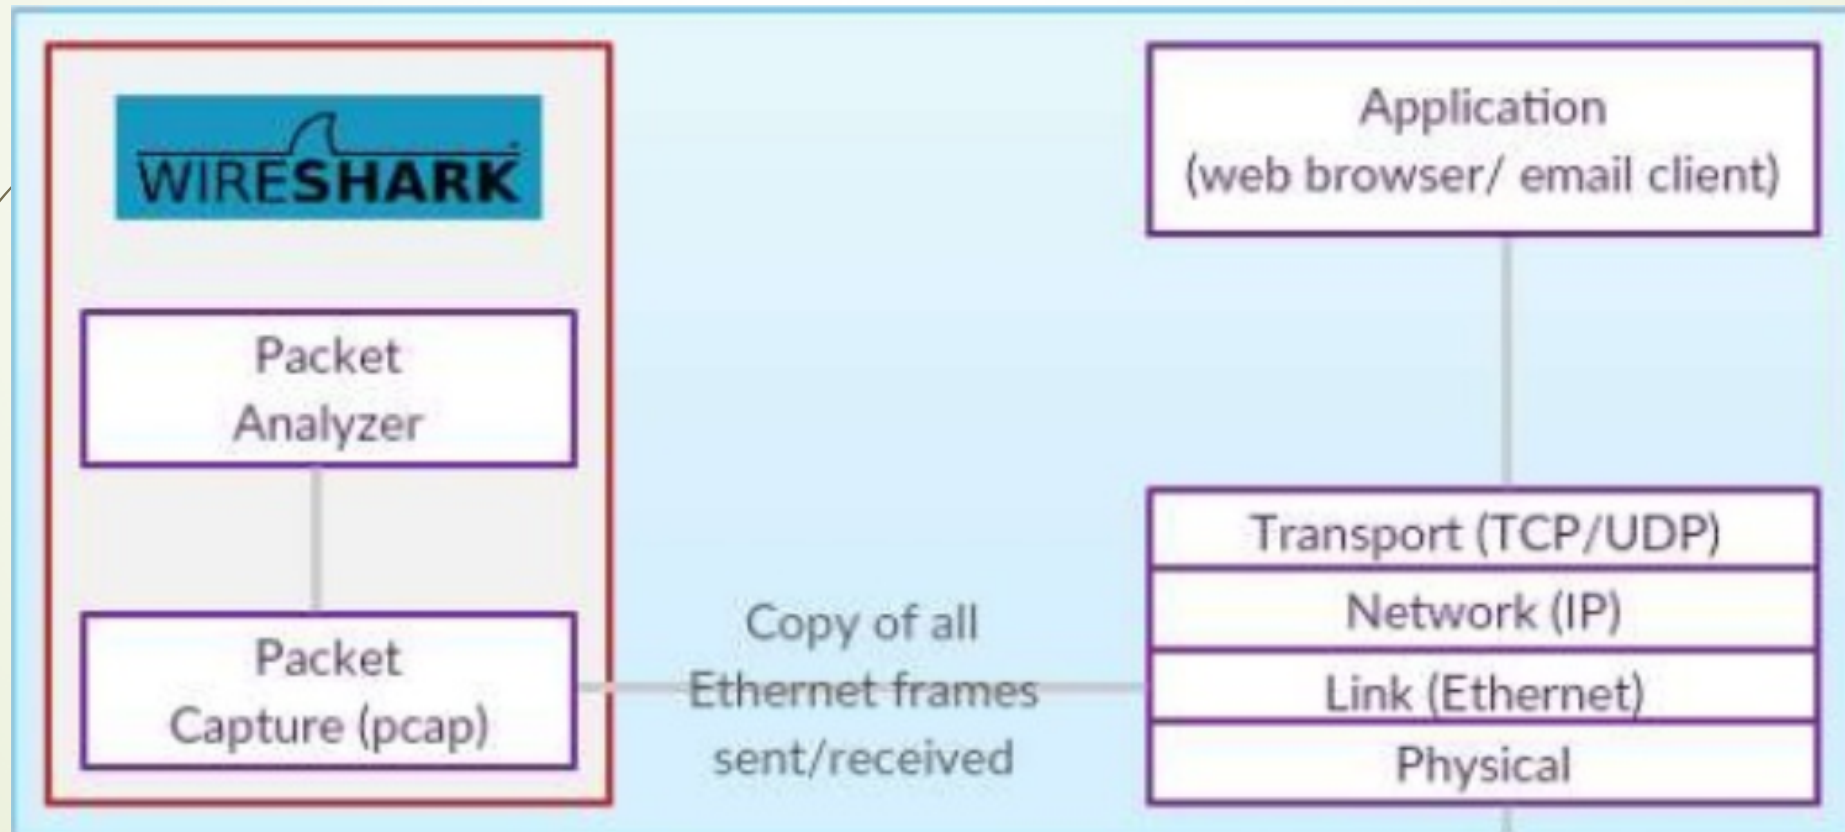 WIRESHARK
Packet
Analyzer
Packet
Capture (pcap)
Copy of all
Ethernet frames
sent/received
Application
(web browser/ email client)
Transport (TCP/UDP)
Network (IP)
Link (Ethernet)
Physical